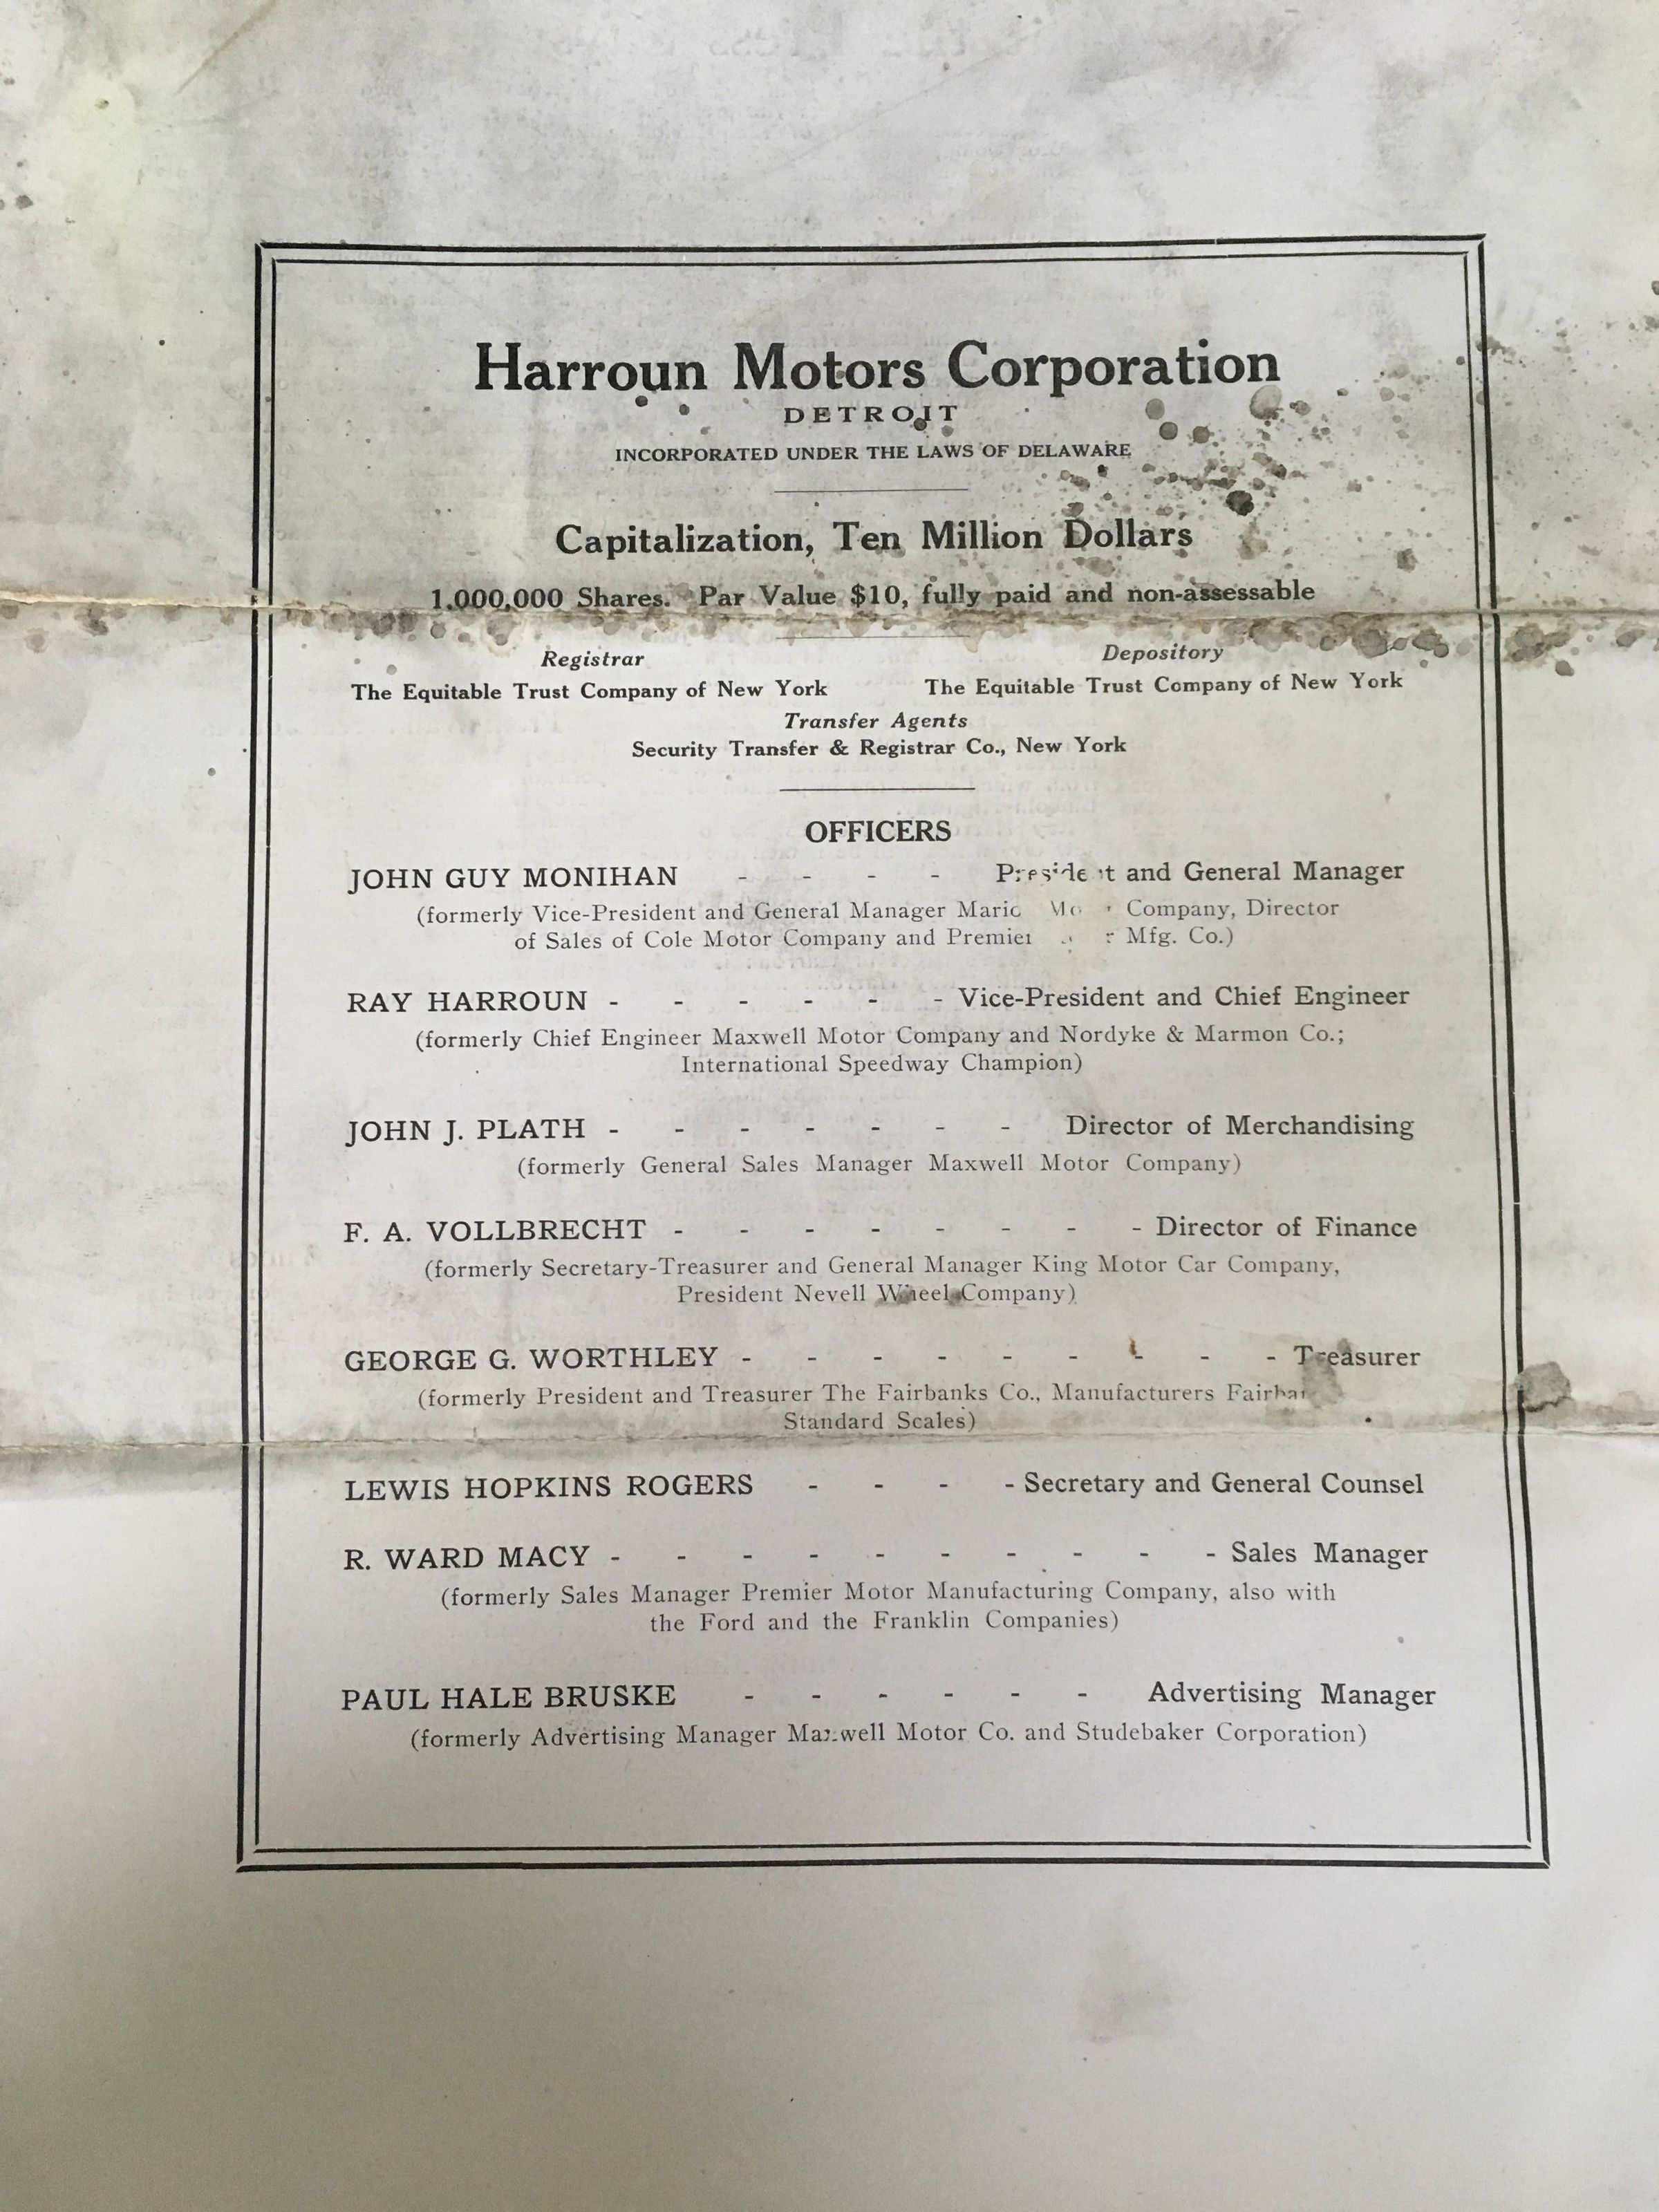 Harroun Motors Corporation
DETROIT
INCORPORATED UNDER THE LAWS OF DELAWARE
Capitalization, Ten Million Dollars
1,000,000 Shares. Par Value $10, fully paid and non-assessable
Registrar Depository
The Equitable Trust Company of New York The Equitable Trust Company of New York
Transfer Agents
Security Transfer & Registrar Co., New York
OFFICERS
JOHN GUY MONIHAN - - - - President and General Manager
(formerly Vice-President and General Manager Company, Director
of Sales of Cole Motor Company and Premier Mfg. Co.)
RAY HARROUN - - - - - - Vice-President and Chief Engineer
(formerly Chief Engineer Maxwell Motor Company and Nordyke & Marmon Co.;
International Speedway Champion)
JOHN J. PLATH - - - - - - - Director of Merchandising
(formerly General Sales Manager Maxwell Motor Company)
F. A. VOLLBRECHT - - - - - - - - Director of Finance
(formerly Secretary-Treasurer and General Manager King Motor Car Company,
President Nevell Wheel Company)
GEORGE G. WORTHLEY - - - - - - - - - Treasurer
(formerly President and Treasurer The Fairbanks Co., Manufacturers
Standard Scales)
LEWIS HOPKINS ROGERS - - - - Secretary and General Counsel
R. WARD MACY - - - - - - - - - - Sales Manager
(formerly Sales Manager Premier Motor Manufacturing Company, also with
the Ford and the Franklin Companies)
PAUL HALE BRUSKE - - - - - - Advertising Manager
(formerly Advertising Manager Maxwell Motor Co. and Studebaker Corporation)